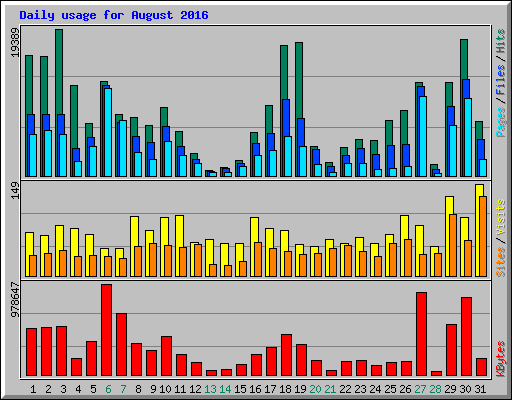 Daily usage for August 2016
19389
Pages / Files / Hits
149
Sites / Visits
978647
KBytes
1 2 3 4 5 6 7 8 9 10 11 12 13 14 15 16 17 18 19 20 21 22 23 24 25 26 27 28 29 30 31